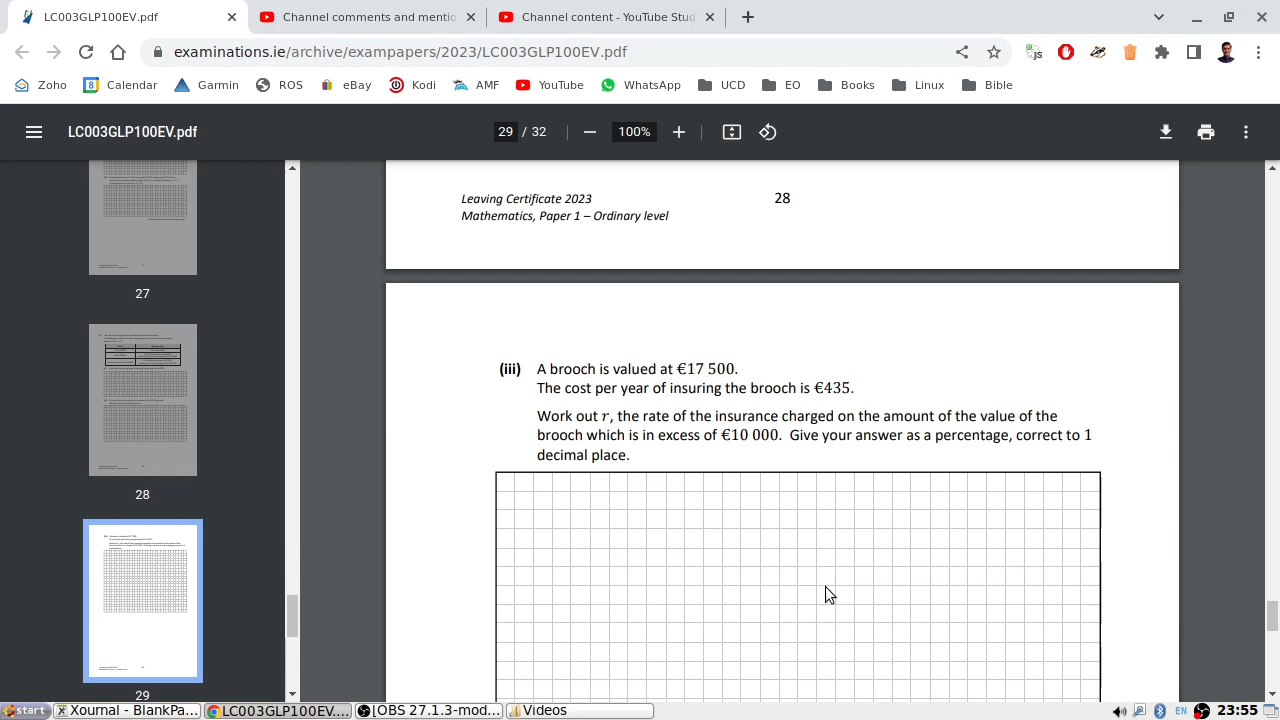 LC003GLP100EV.pdf
Channel comments and mentio
Channel content - YouTube Stud
examinations.ie/archive/exampapers/2023/LC003GLP100EV.pdf
Zoho
Calendar
Garmin
ROS
eBay
Kodi
AMF
YouTube
WhatsApp
UCD
EO
Books
Linux
Bible
LC003GLP100EV.pdf
29 / 32
100%
27
28
29
Leaving Certificate 2023
28
Mathematics, Paper 1 – Ordinary level
(iii) A brooch is valued at €17 500.
The cost per year of insuring the brooch is €435.
Work out r, the rate of the insurance charged on the amount of the value of the
brooch which is in excess of €10 000. Give your answer as a percentage, correct to 1
decimal place.
start
Xournal - BlankPa...
LC003GLP100EV....
[OBS 27.1.3-mod...
Videos
EN
23:55